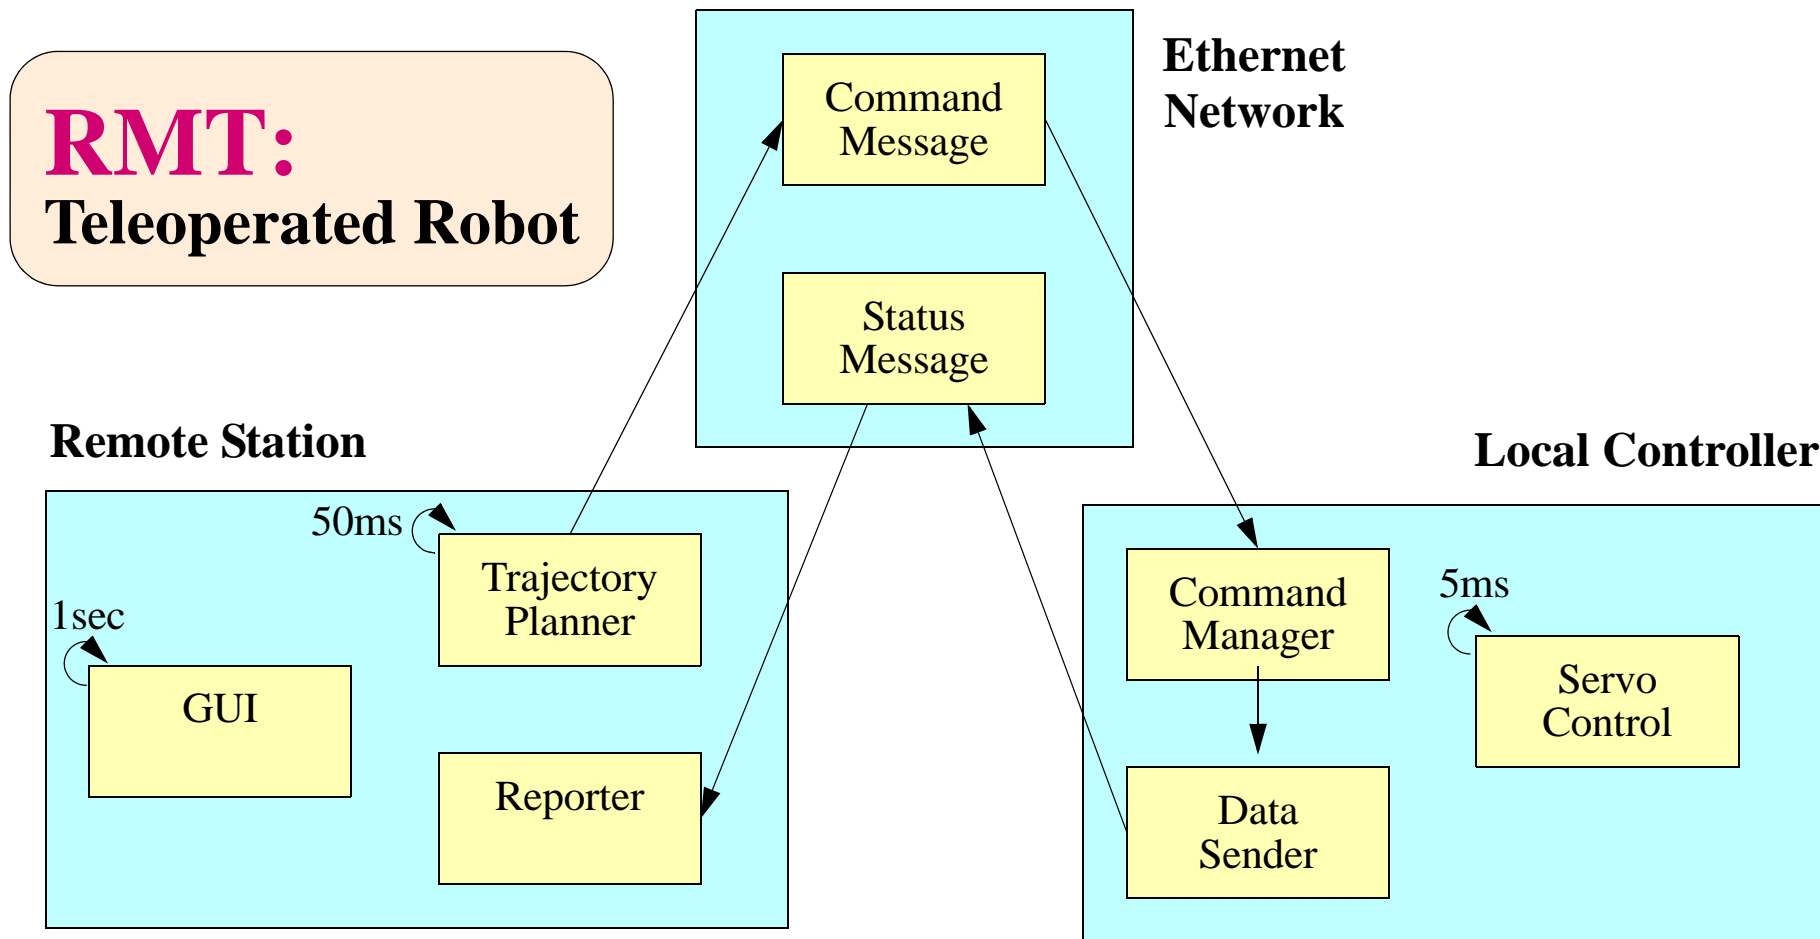 RMT:
Teleoperated Robot
Ethernet
Network
Command
Message
Status
Message
Remote Station
50ms
Trajectory
Planner
1sec
GUI
Reporter
Local Controller
Command
Manager
5ms
Servo
Control
Data
Sender